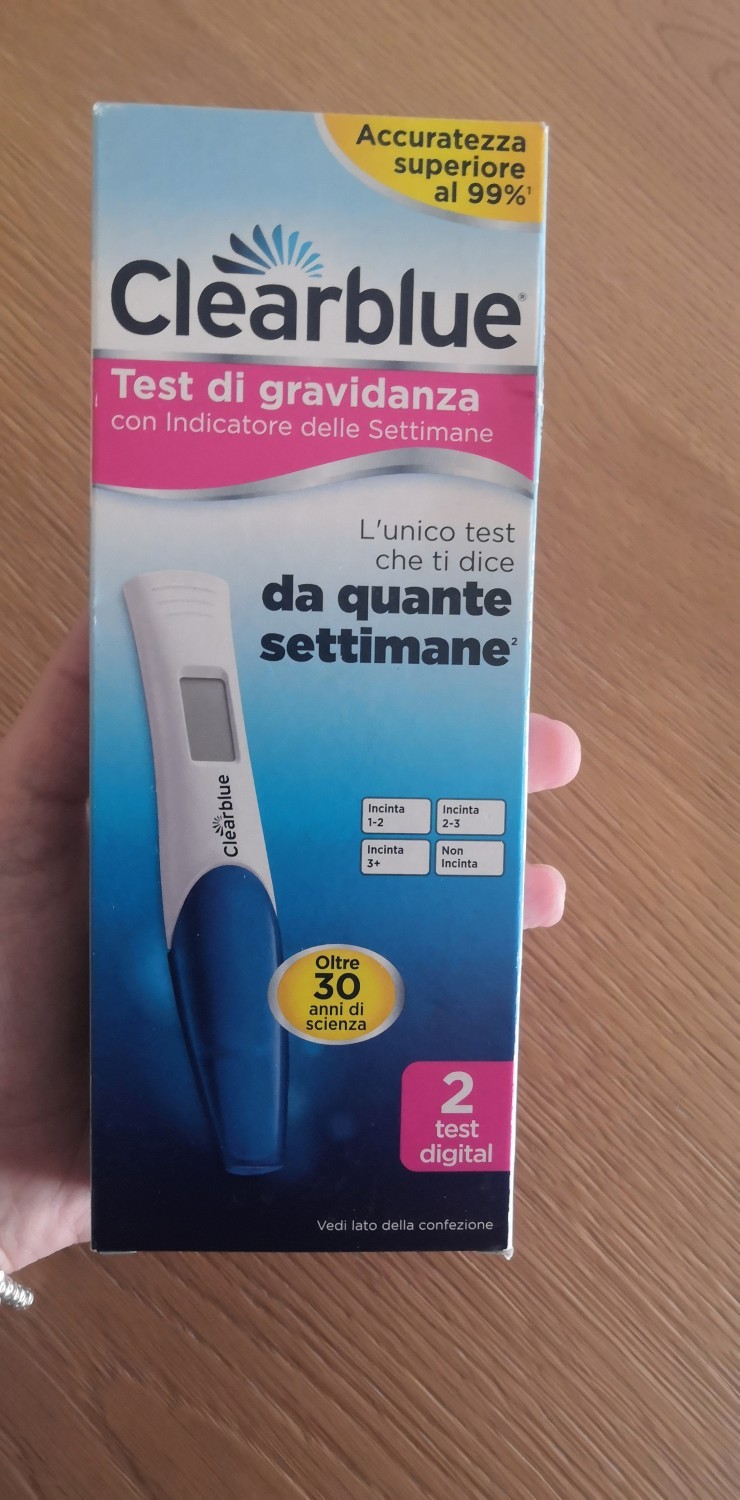 Accuratezza
superiore
al 99%¹
Clearblue®
Test di gravidanza
con Indicatore delle Settimane
L'unico test
che ti dice
da quante
settimane²
Clearblue
Incinta
1-2
Incinta
2-3
Incinta
3+
Non
Incinta
Oltre
30
anni di
scienza
2
test
digital
Vedi lato della confezione